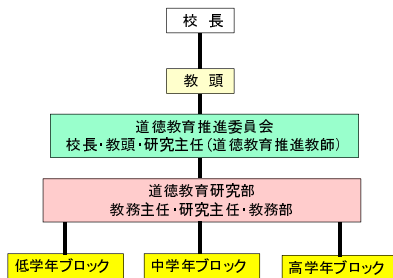 校　長
教　頭
道徳教育推進委員会
校長・教頭・研究主任（道徳教育推進教師）
道徳教育研究部
教務主任・研究主任・教務部
低学年ブロック　中学年ブロック　高学年ブロック